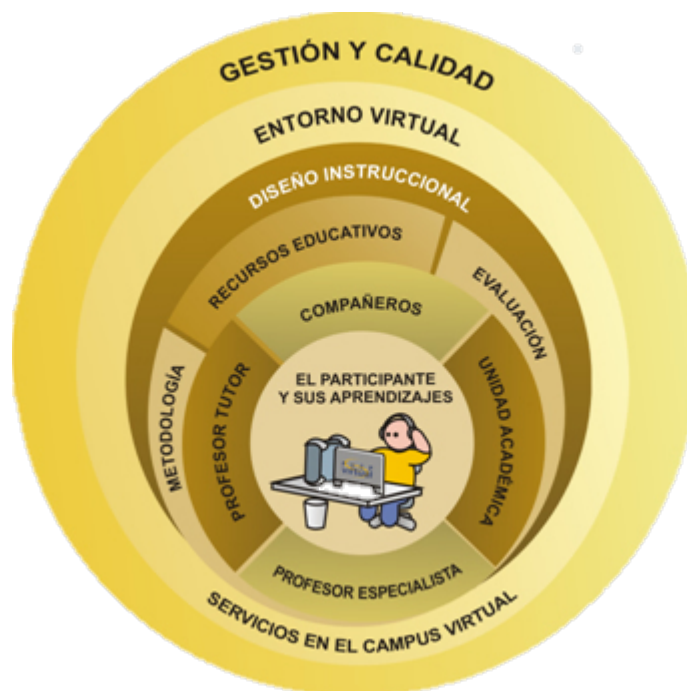 GESTIÓN Y CALIDAD
ENTORNO VIRTUAL
DISEÑO INSTRUCCIONAL
RECURSOS EDUCATIVOS
EVALUACIÓN
METODOLOGÍA
COMPAÑEROS
PROFESOR TUTOR
UNIDAD ACADÉMICA
EL PARTICIPANTE
Y SUS APRENDIZAJES
PROFESOR ESPECIALISTA
SERVICIOS EN EL CAMPUS VIRTUAL